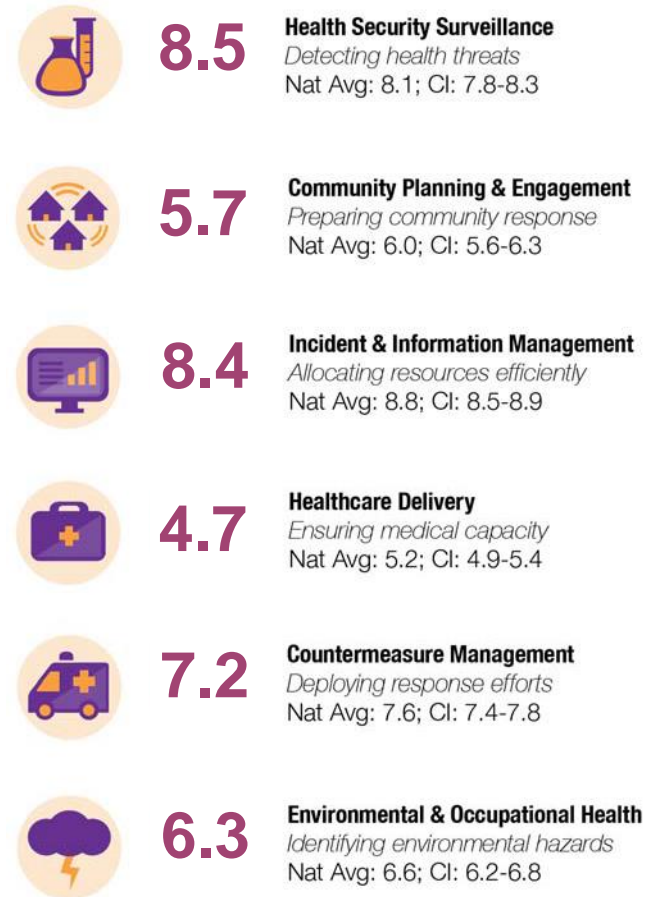 8.5
Health Security Surveillance
Detecting health threats
Nat Avg: 8.1; CI: 7.8-8.3
5.7
Community Planning & Engagement
Preparing community response
Nat Avg: 6.0; CI: 5.6-6.3
8.4
Incident & Information Management
Allocating resources efficiently
Nat Avg: 8.8; CI: 8.5-8.9
4.7
Healthcare Delivery
Ensuring medical capacity
Nat Avg: 5.2; CI: 4.9-5.4
7.2
Countermeasure Management
Deploying response efforts
Nat Avg: 7.6; CI: 7.4-7.8
6.3
Environmental & Occupational Health
Identifying environmental hazards
Nat Avg: 6.6; CI: 6.2-6.8